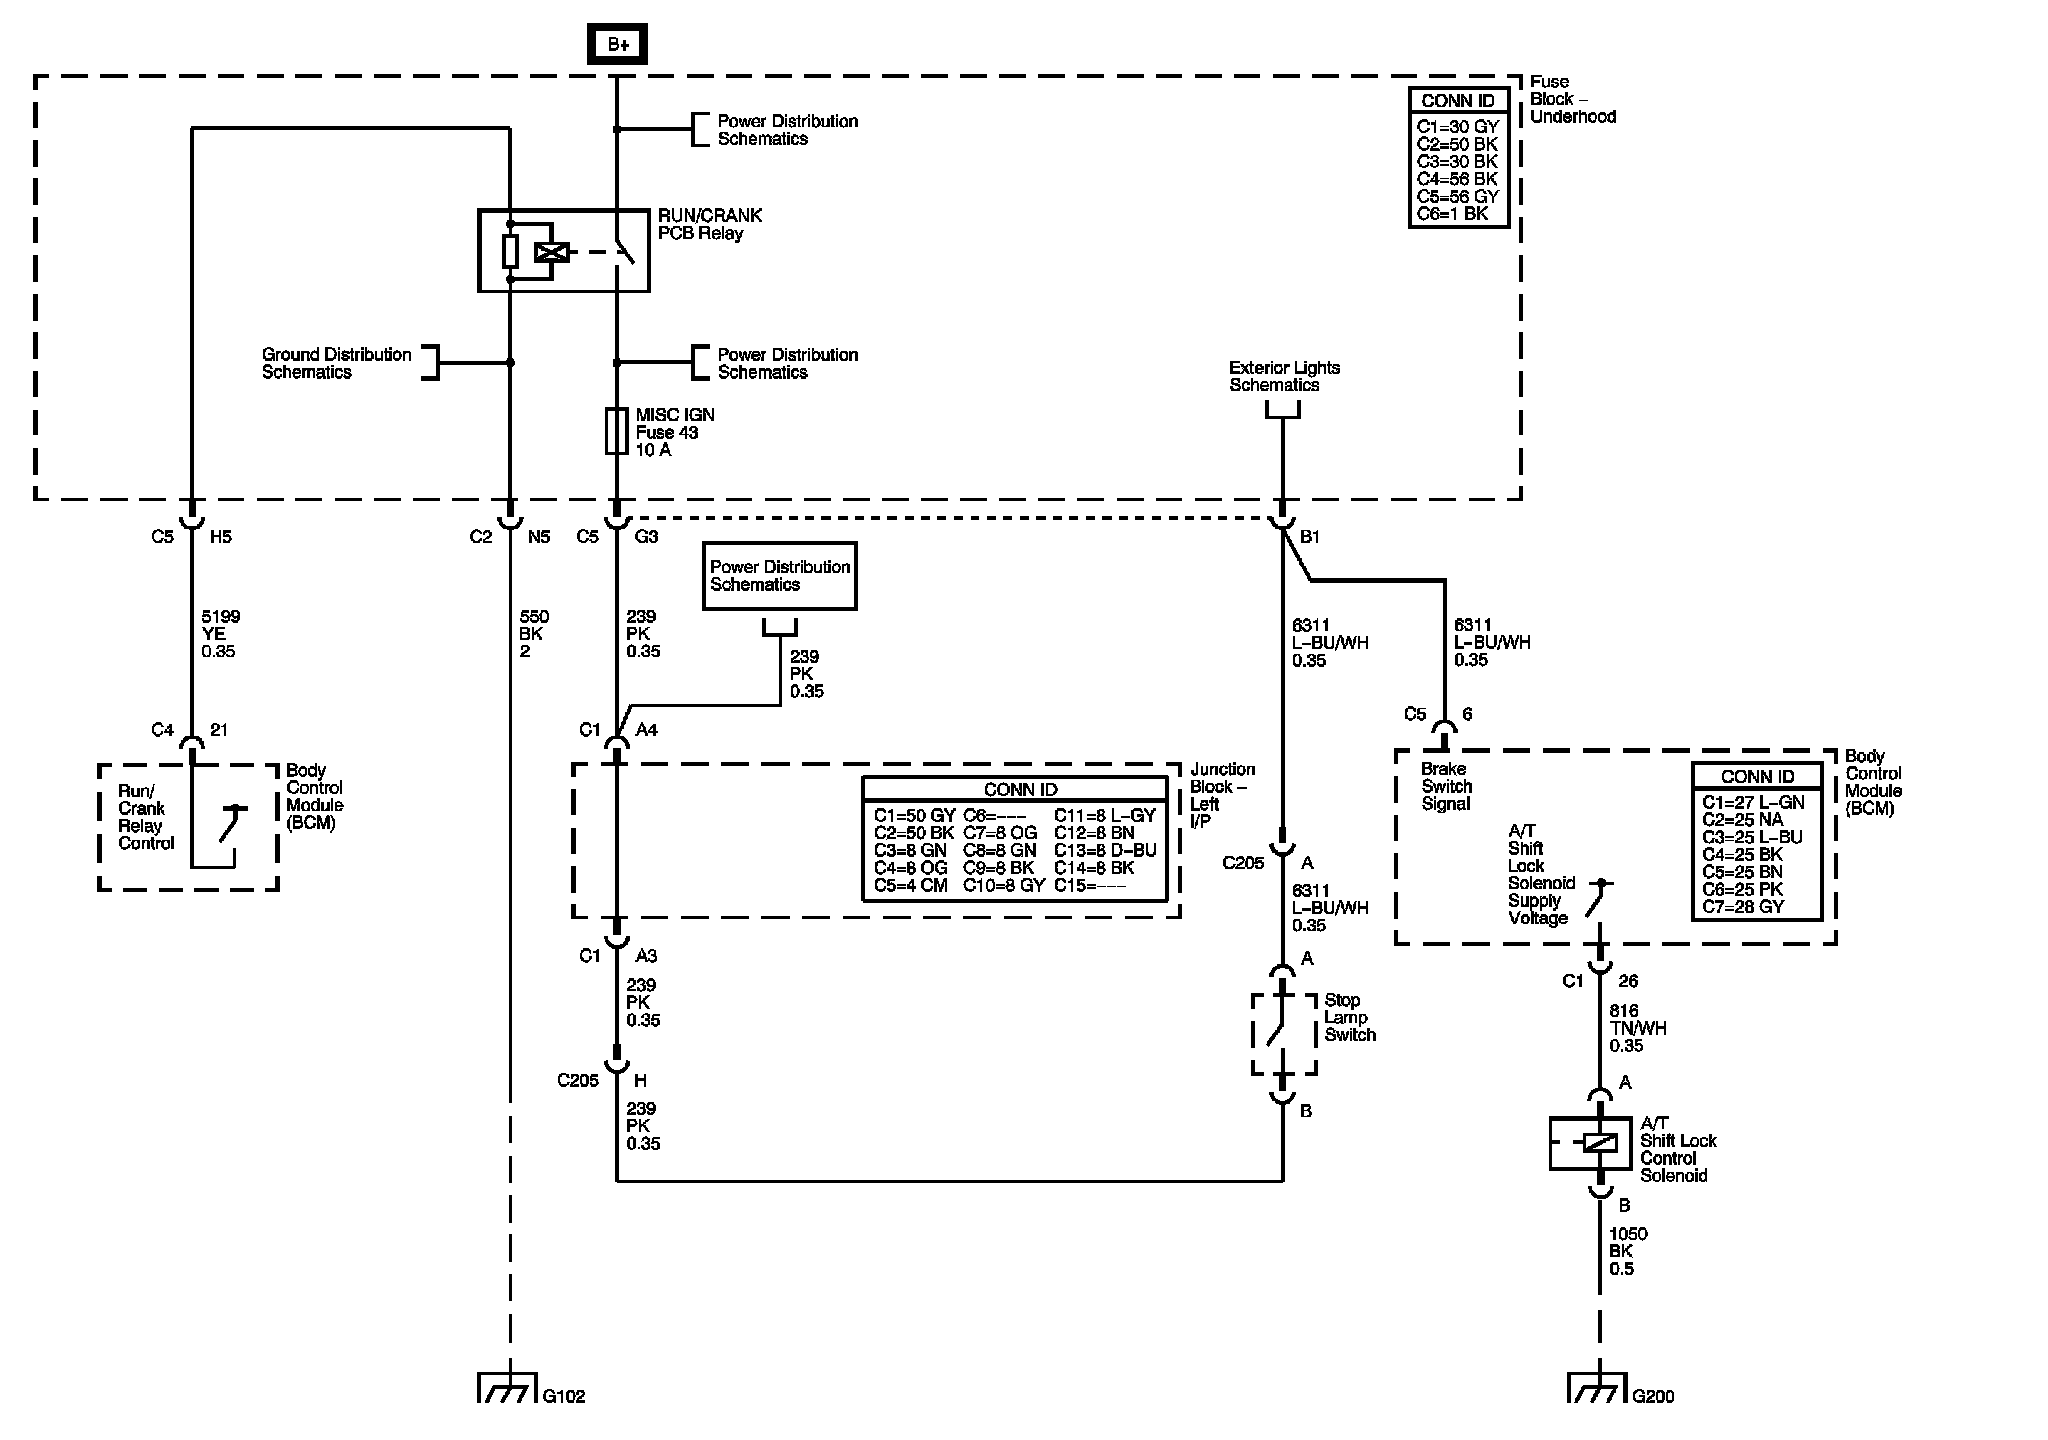 B+
Fuse
Block –
Underhood
CONN ID
C1=30 GY
C2=50 BK
C3=30 BK
C4=56 BK
C5=56 GY
C6=1 BK
Power Distribution
Schematics
RUN/CRANK
PCB Relay
Ground Distribution
Schematics
Power Distribution
Schematics
Exterior Lights
Schematics
MISC IGN
Fuse 43
10 A
C5 H5
C2 N5
C5 G3
B1
Power Distribution
Schematics
5199
YE
0.35
550
BK
2
239
PK
0.35
239
PK
0.35
6311
L–BU/WH
0.35
6311
L–BU/WH
0.35
C4 21
C1 A4
C5 6
Run/
Crank
Relay
Control
Body
Control
Module
(BCM)
CONN ID
C1=50 GY C6=––– C11=8 L–GY
C2=50 BK C7=8 OG C12=8 BN
C3=8 GN C8=8 GN C13=8 D–BU
C4=8 OG C9=8 BK C14=8 BK
C5=4 CM C10=8 GY C15=–––
Junction
Block –
Left
I/P
Brake
Switch
Signal
A/T
Shift
Lock
Solenoid
Supply
Voltage
CONN ID
C1=27 L–GN
C2=25 NA
C3=25 L–BU
C4=25 BK
C5=25 BN
C6=25 PK
C7=28 GY
Body
Control
Module
(BCM)
C205 A
6311
L–BU/WH
0.35
A
Stop
Lamp
Switch
B
C1 A3
239
PK
0.35
C205 H
239
PK
0.35
C1 26
816
TN/WH
0.35
A
A/T
Shift Lock
Control
Solenoid
B
1050
BK
0.5
G102
G200